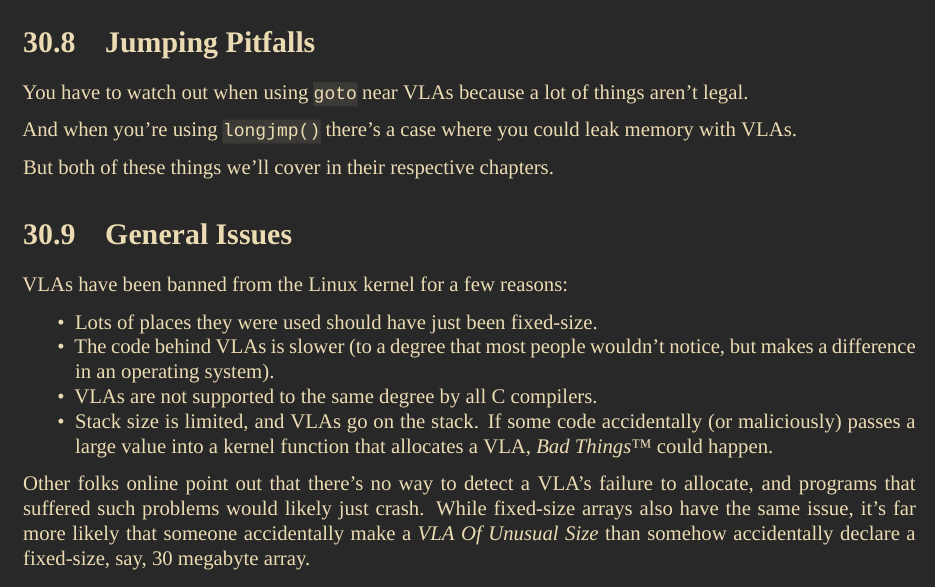 30.8 Jumping Pitfalls
You have to watch out when using goto near VLAs because a lot of things aren’t legal.
And when you’re using longjmp() there’s a case where you could leak memory with VLAs.
But both of these things we’ll cover in their respective chapters.
30.9 General Issues
VLAs have been banned from the Linux kernel for a few reasons:
• Lots of places they were used should have just been fixed-size.
• The code behind VLAs is slower (to a degree that most people wouldn’t notice, but makes a difference
in an operating system).
• VLAs are not supported to the same degree by all C compilers.
• Stack size is limited, and VLAs go on the stack. If some code accidentally (or maliciously) passes a
large value into a kernel function that allocates a VLA, Bad Things™ could happen.
Other folks online point out that there’s no way to detect a VLA’s failure to allocate, and programs that
suffered such problems would likely just crash. While fixed-size arrays also have the same issue, it’s far
more likely that someone accidentally make a VLA Of Unusual Size than somehow accidentally declare a
fixed-size, say, 30 megabyte array.